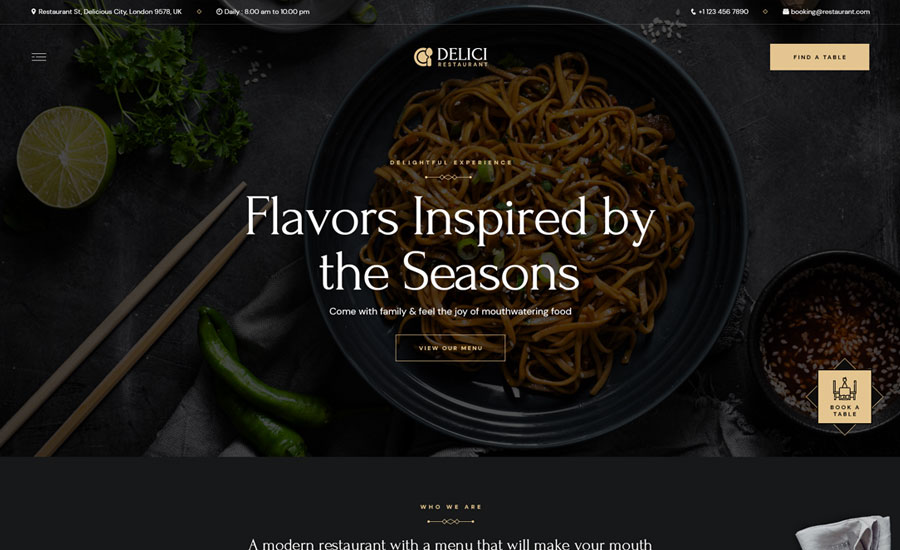 Restaurant St, Delicious City, London 9578, UK
Daily : 8:00 am to 10:00 pm
+1 123 456 7890
booking@restaurant.com
DELICI
RESTAURANT
FIND A TABLE
DELIGHTFUL EXPERIENCE
Flavors Inspired by
the Seasons
Come with family & feel the joy of mouthwatering food
VIEW OUR MENU
BOOK A
TABLE
WHO WE ARE
A modern restaurant with a menu that will make your mouth